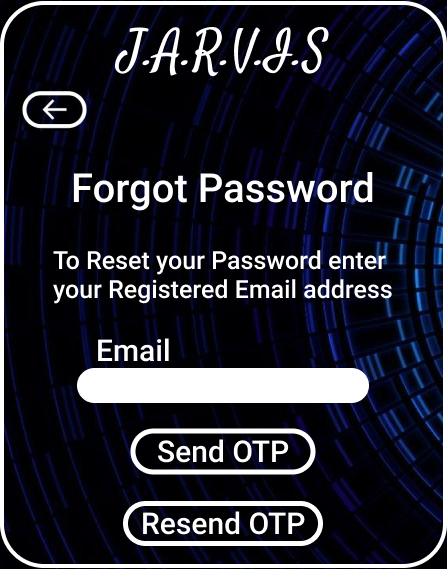 J.A.R.V.I.S
Forgot Password
To Reset your Password enter
your Registered Email address
Email
Send OTP
Resend OTP